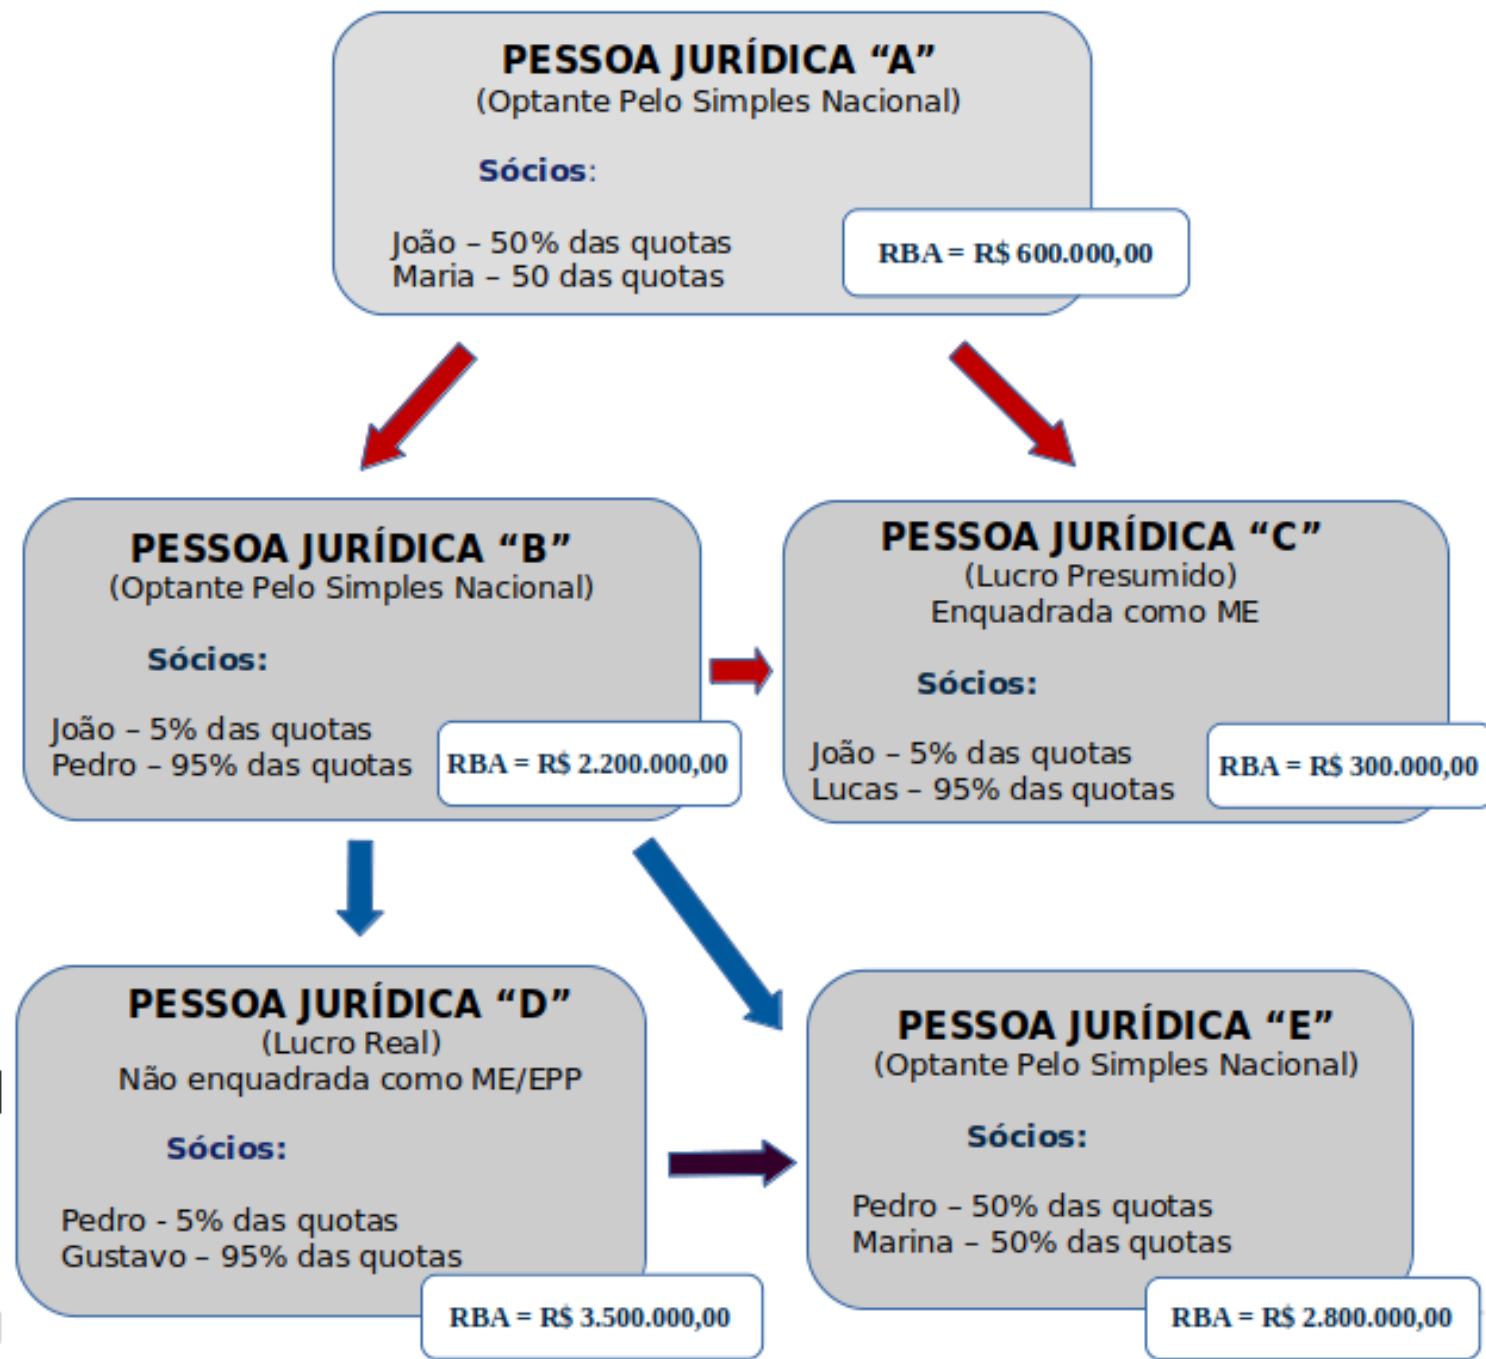 PESSOA JURÍDICA “A”
(Optante Pelo Simples Nacional)
Sócios:
João – 50% das quotas
Maria – 50 das quotas
RBA = R$ 600.000,00
PESSOA JURÍDICA “B”
(Optante Pelo Simples Nacional)
Sócios:
João – 5% das quotas
Pedro – 95% das quotas
RBA = R$ 2.200.000,00
PESSOA JURÍDICA “C”
(Lucro Presumido)
Enquadrada como ME
Sócios:
João – 5% das quotas
Lucas – 95% das quotas
RBA = R$ 300.000,00
PESSOA JURÍDICA “D”
(Lucro Real)
Não enquadrada como ME/EPP
Sócios:
Pedro - 5% das quotas
Gustavo – 95% das quotas
RBA = R$ 3.500.000,00
PESSOA JURÍDICA “E”
(Optante Pelo Simples Nacional)
Sócios:
Pedro – 50% das quotas
Marina – 50% das quotas
RBA = R$ 2.800.000,00